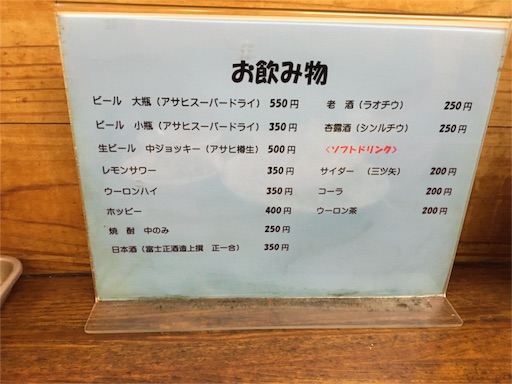 お飲み物
ビール 大瓶（アサヒスーパードライ） 550円
ビール 小瓶（アサヒスーパードライ） 350円
生ビール 中ジョッキー（アサヒ樽生） 500円
レモンサワー 350円
ウーロンハイ 350円
ホッピー 400円
焼 酎 中のみ 250円
日本酒（富士正酒造上撰 正一合） 350円
老 酒（ラオチウ） 250円
杏露酒（シンルチウ） 250円
＜ソフトドリンク＞
サイダー （三ツ矢） 200円
コーラ 200円
ウーロン茶 200円